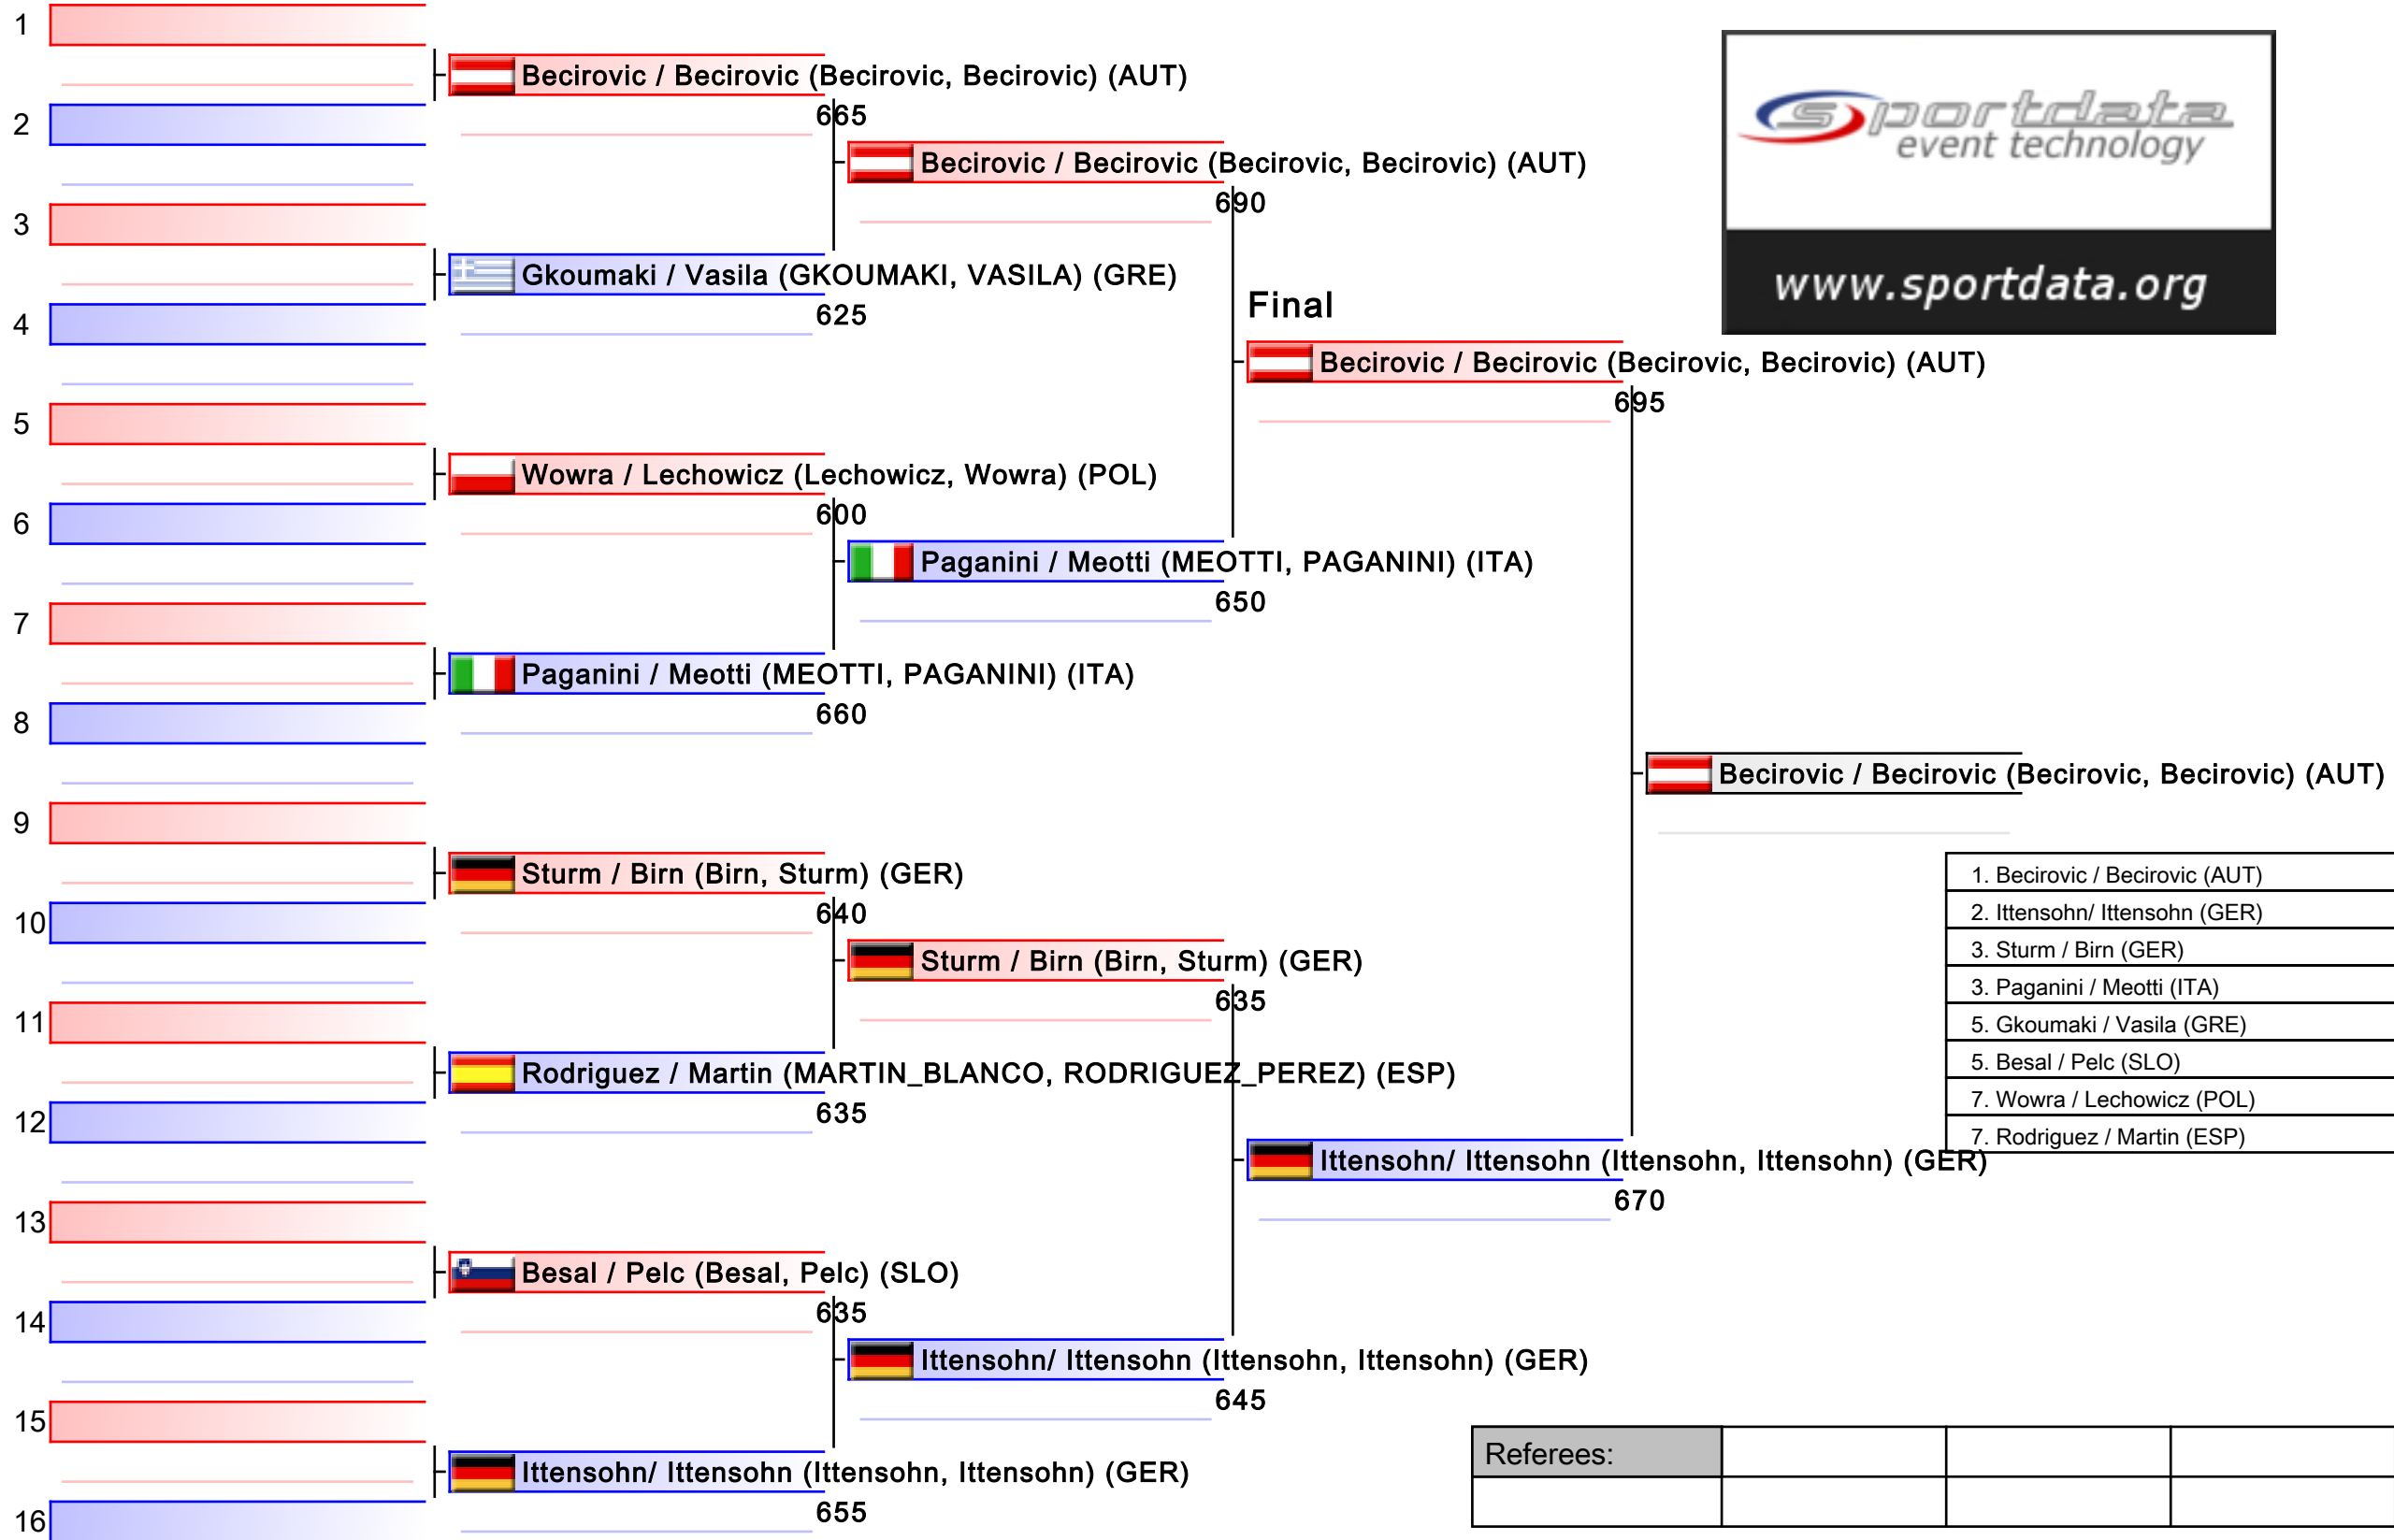 1
Becirovic / Becirovic (Becirovic, Becirovic) (AUT)
665
2
Becirovic / Becirovic (Becirovic, Becirovic) (AUT)
690
3
Gkoumaki / Vasila (GKOUMAKI, VASILA) (GRE)
625
4
sportdata
event technology
www.sportdata.org
Final
Becirovic / Becirovic (Becirovic, Becirovic) (AUT)
695
5
Wowra / Lechowicz (Lechowicz, Wowra) (POL)
600
6
Paganini / Meotti (MEOTTI, PAGANINI) (ITA)
650
7
Paganini / Meotti (MEOTTI, PAGANINI) (ITA)
660
8
Becirovic / Becirovic (Becirovic, Becirovic) (AUT)
9
Sturm / Birn (Birn, Sturm) (GER)
640
10
Sturm / Birn (Birn, Sturm) (GER)
635
11
Rodriguez / Martin (MARTIN_BLANCO, RODRIGUEZ_PEREZ) (ESP)
635
12
Ittensohn/ Ittensohn (Ittensohn, Ittensohn) (GER)
670
1. Becirovic / Becirovic (AUT)
2. Ittensohn/ Ittensohn (GER)
3. Sturm / Birn (GER)
3. Paganini / Meotti (ITA)
5. Gkoumaki / Vasila (GRE)
5. Besal / Pelc (SLO)
7. Wowra / Lechowicz (POL)
7. Rodriguez / Martin (ESP)
13
Besal / Pelc (Besal, Pelc) (SLO)
635
14
Ittensohn/ Ittensohn (Ittensohn, Ittensohn) (GER)
645
15
Ittensohn/ Ittensohn (Ittensohn, Ittensohn) (GER)
655
16
Referees: